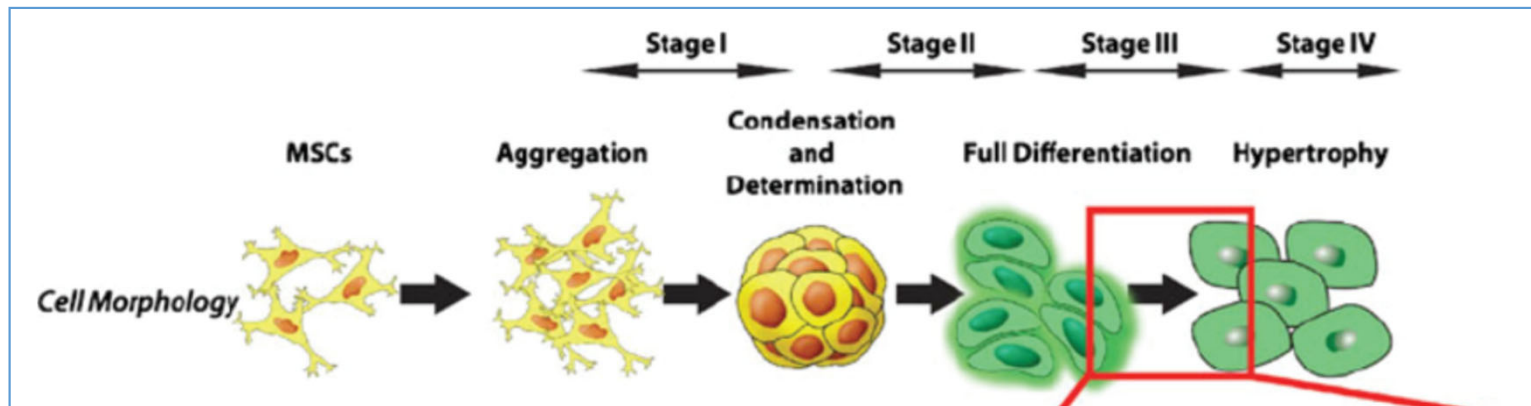 Stage I Stage II Stage III Stage IV
Condensation
and
Determination
MSCs Aggregation Full Differentiation Hypertrophy
Cell Morphology